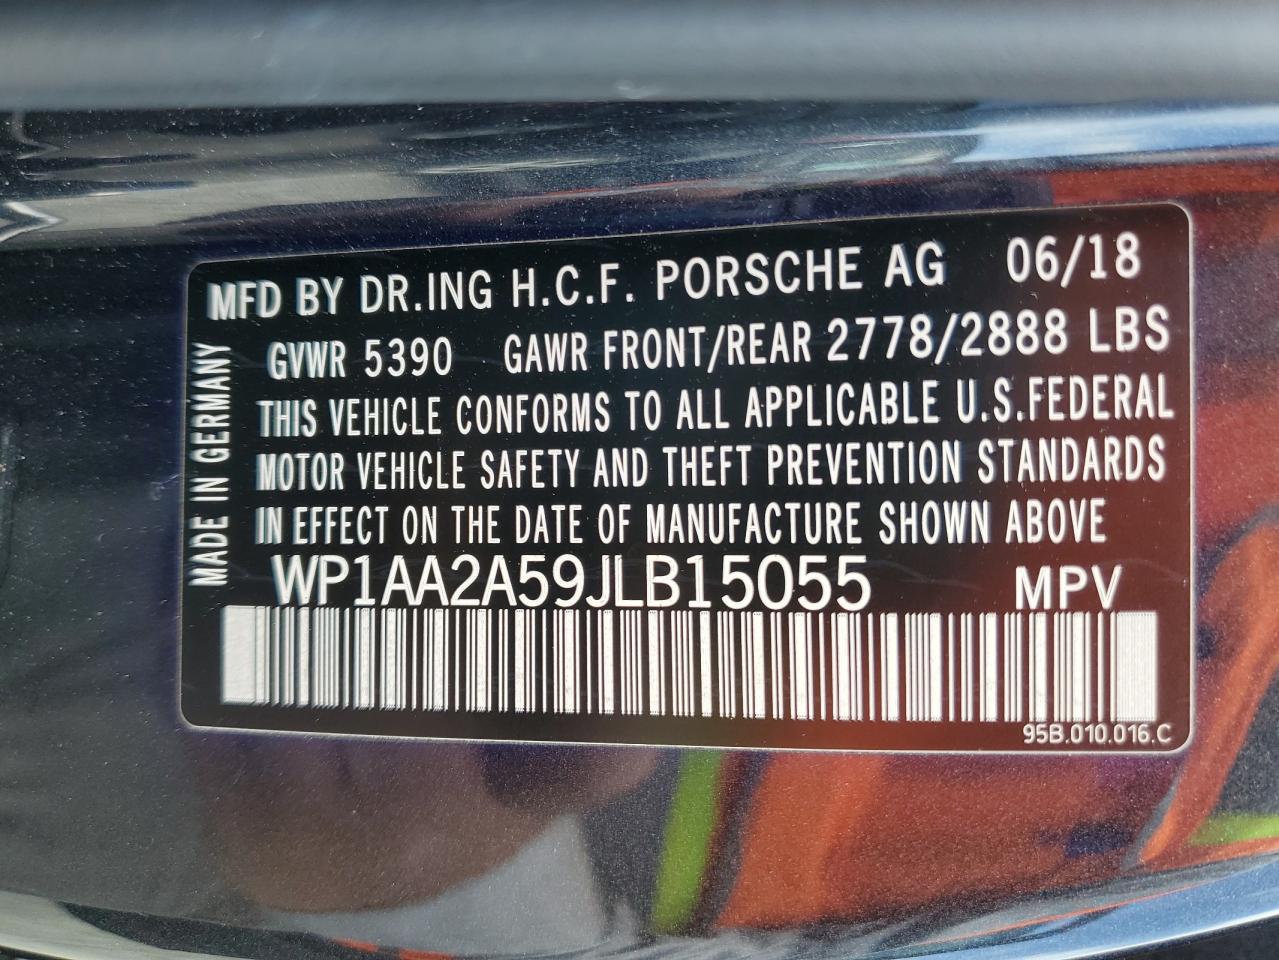 MFD BY DR.ING H.C.F. PORSCHE AG 06/18
GVWR 5390 GAWR FRONT/REAR 2778/2888 LBS
THIS VEHICLE CONFORMS TO ALL APPLICABLE U.S.FEDERAL
MOTOR VEHICLE SAFETY AND THEFT PREVENTION STANDARDS
IN EFFECT ON THE DATE OF MANUFACTURE SHOWN ABOVE
WP1AA2A59JLB15055 MPV
95B.010.016.C
MADE IN GERMANY